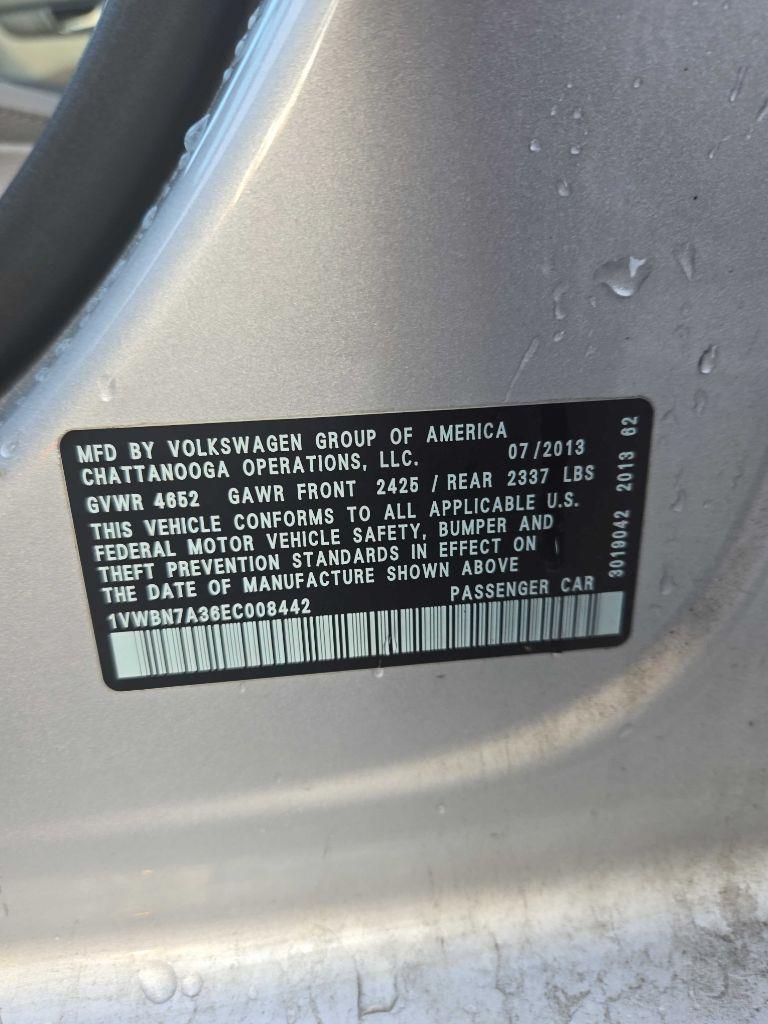 MFD BY VOLKSWAGEN GROUP OF AMERICA
CHATTANOOGA OPERATIONS, LLC. 07/2013
GVWR 4652 GAWR FRONT 2425 / REAR 2337 LBS
THIS VEHICLE CONFORMS TO ALL APPLICABLE U.S.
FEDERAL MOTOR VEHICLE SAFETY, BUMPER AND
THEFT PREVENTION STANDARDS IN EFFECT ON
THE DATE OF MANUFACTURE SHOWN ABOVE
1VWBN7A36EC008442 PASSENGER CAR
3019042 2013 62